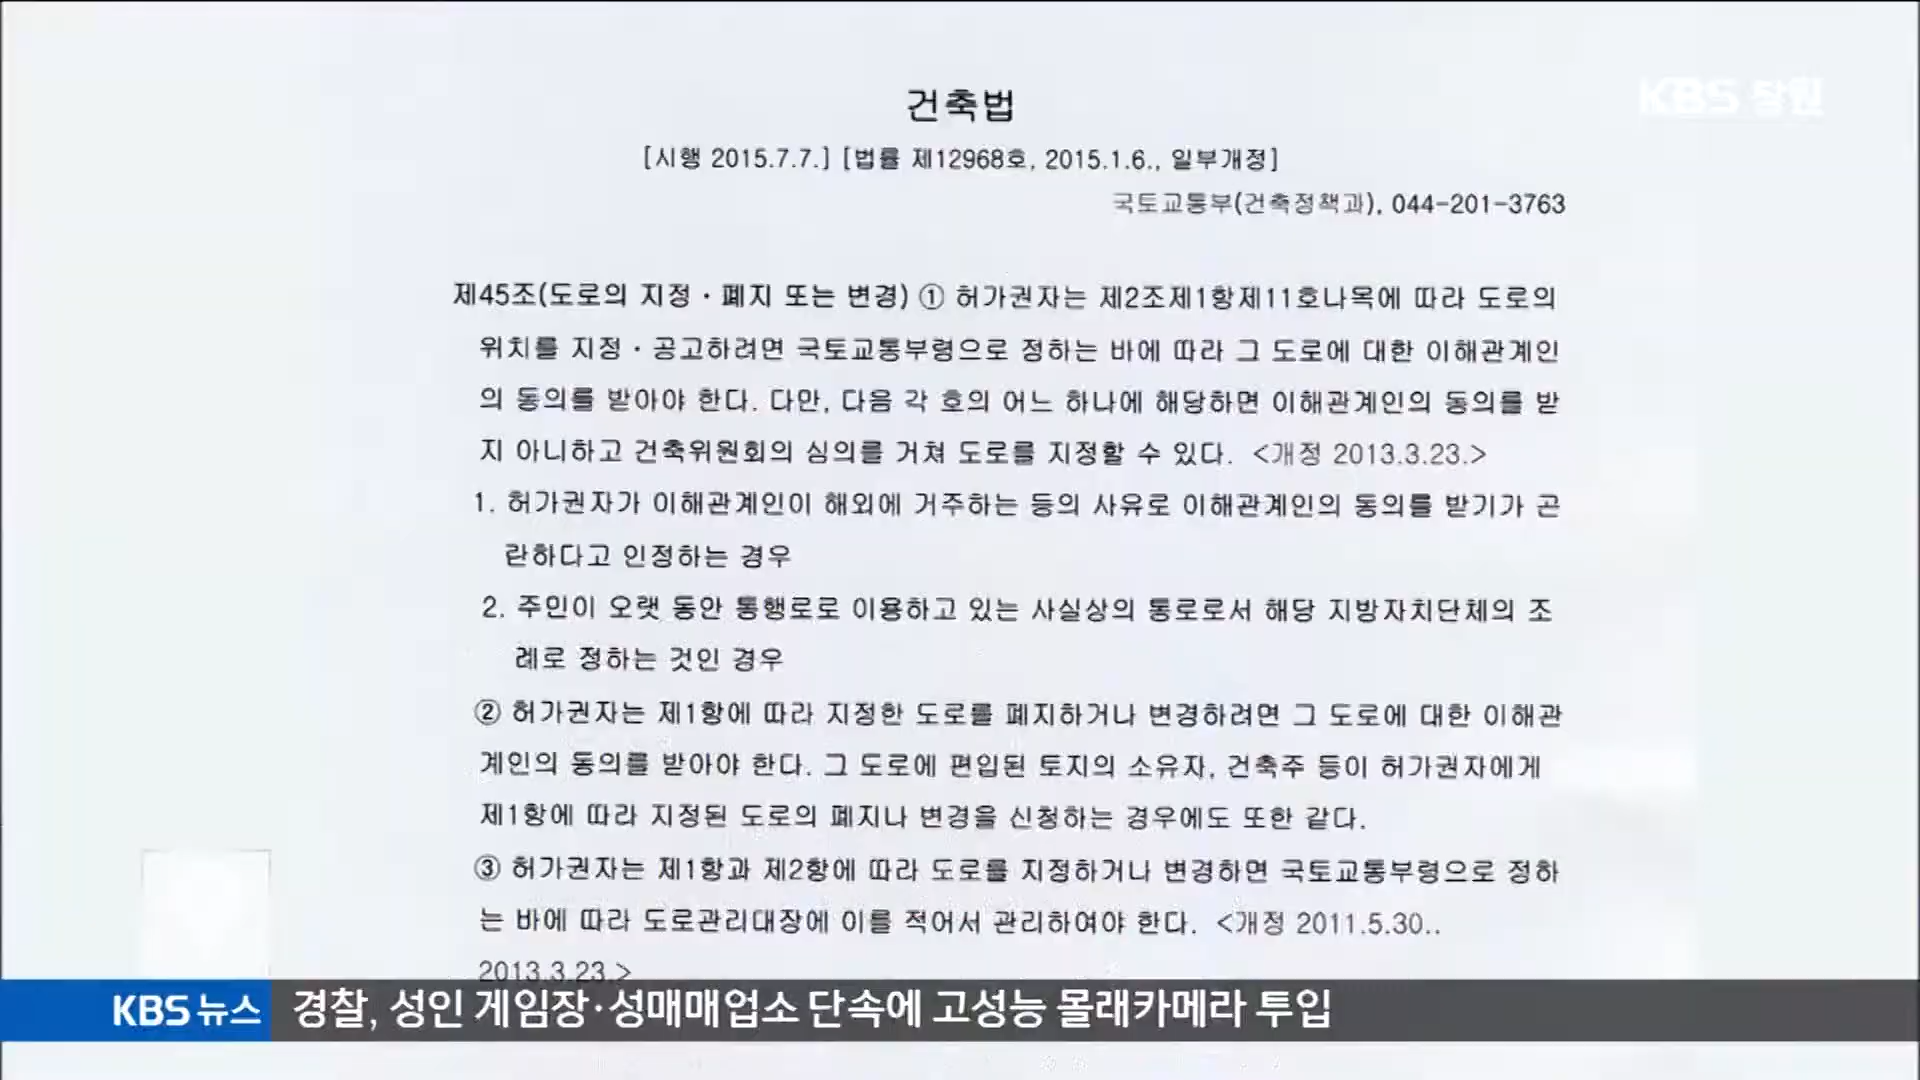 건축법
KBS 창원
[시행 2015.7.7.] [법률 제12968호, 2015.1.6., 일부개정]
국토교통부(건축정책과), 044-201-3763
제45조(도로의 지정·폐지 또는 변경) ① 허가권자는 제2조제1항제11호나목에 따라 도로의
위치를 지정·공고하려면 국토교통부령으로 정하는 바에 따라 그 도로에 대한 이해관계인
의 동의를 받아야 한다. 다만, 다음 각 호의 어느 하나에 해당하면 이해관계인의 동의를 받
지 아니하고 건축위원회의 심의를 거쳐 도로를 지정할 수 있다. <개정 2013.3.23.>
1. 허가권자가 이해관계인이 해외에 거주하는 등의 사유로 이해관계인의 동의를 받기가 곤
란하다고 인정하는 경우
2. 주민이 오랫 동안 통행로로 이용하고 있는 사실상의 통로로서 해당 지방자치단체의 조
례로 정하는 것인 경우
② 허가권자는 제1항에 따라 지정한 도로를 폐지하거나 변경하려면 그 도로에 대한 이해관
계인의 동의를 받아야 한다. 그 도로에 편입된 토지의 소유자, 건축주 등이 허가권자에게
제1항에 따라 지정된 도로의 폐지나 변경을 신청하는 경우에도 또한 같다.
③ 허가권자는 제1항과 제2항에 따라 도로를 지정하거나 변경하면 국토교통부령으로 정하
는 바에 따라 도로관리대장에 이를 적어서 관리하여야 한다. <개정 2011.5.30..
2013.3.23.>
KBS 뉴스 경찰, 성인 게임장·성매매업소 단속에 고성능 몰래카메라 투입